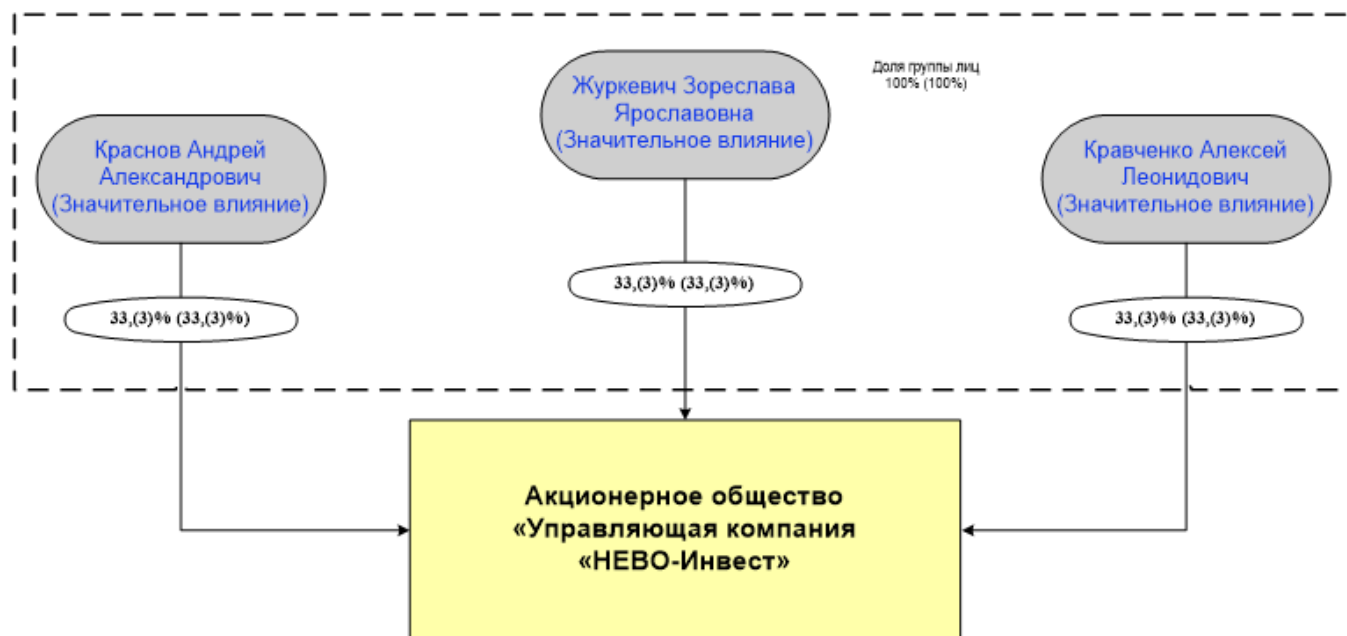 Журкевич Зореслава
Ярославовна
(Значительное влияние)
Доля группы лиц
100% (100%)
Краснов Андрей
Александрович
(Значительное влияние)
Кравченко Алексей
Леонидович
(Значительное влияние)
33,(3)% (33,(3)%)
33,(3)% (33,(3)%)
33,(3)% (33,(3)%)
Акционерное общество
«Управляющая компания
«НЕВО-Инвест»